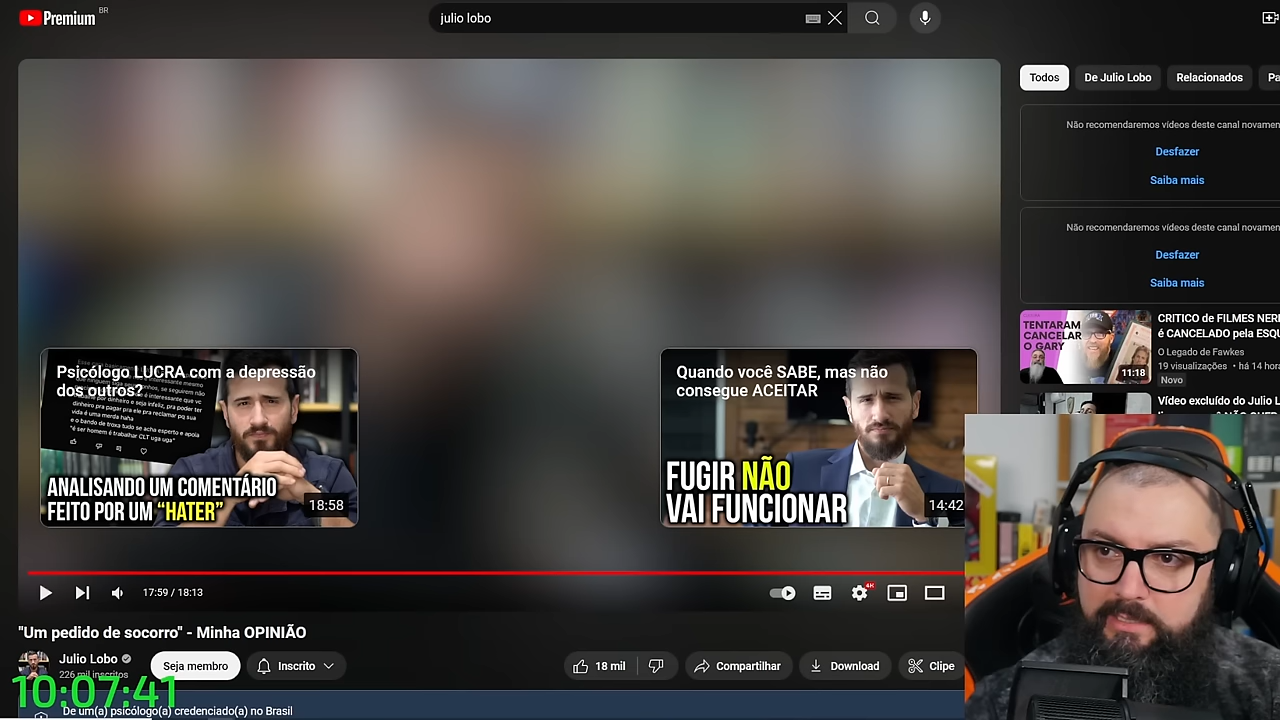 Premium BR
julio lobo
Todos
De Julio Lobo
Relacionados
Não recomendaremos vídeos deste canal novamen
Desfazer
Saiba mais
Não recomendaremos vídeos deste canal novamen
Desfazer
Saiba mais
TENTARAM
CANCELAR
O GARY
11:18
CRITICO de FILMES NER
é CANCELADO pela ESQU
O Legado de Fawkes
19 visualizações • há 14 hora
Novo
Vídeo excluído do Julio L
Psicólogo LUCRA com a depressão
dos outros?
ANALISANDO UM COMENTÁRIO
FEITO POR UM “HATER”
18:58
Quando você SABE, mas não
consegue ACEITAR
FUGIR NÃO
VAI FUNCIONAR
14:42
17:59 / 18:13
4K
"Um pedido de socorro" - Minha OPINIÃO
Julio Lobo
226 mil inscritos
Seja membro
Inscrito
18 mil
Compartilhar
Download
Clipe
10:07:41
De um(a) psicólogo(a) credenciado(a) no Brasil